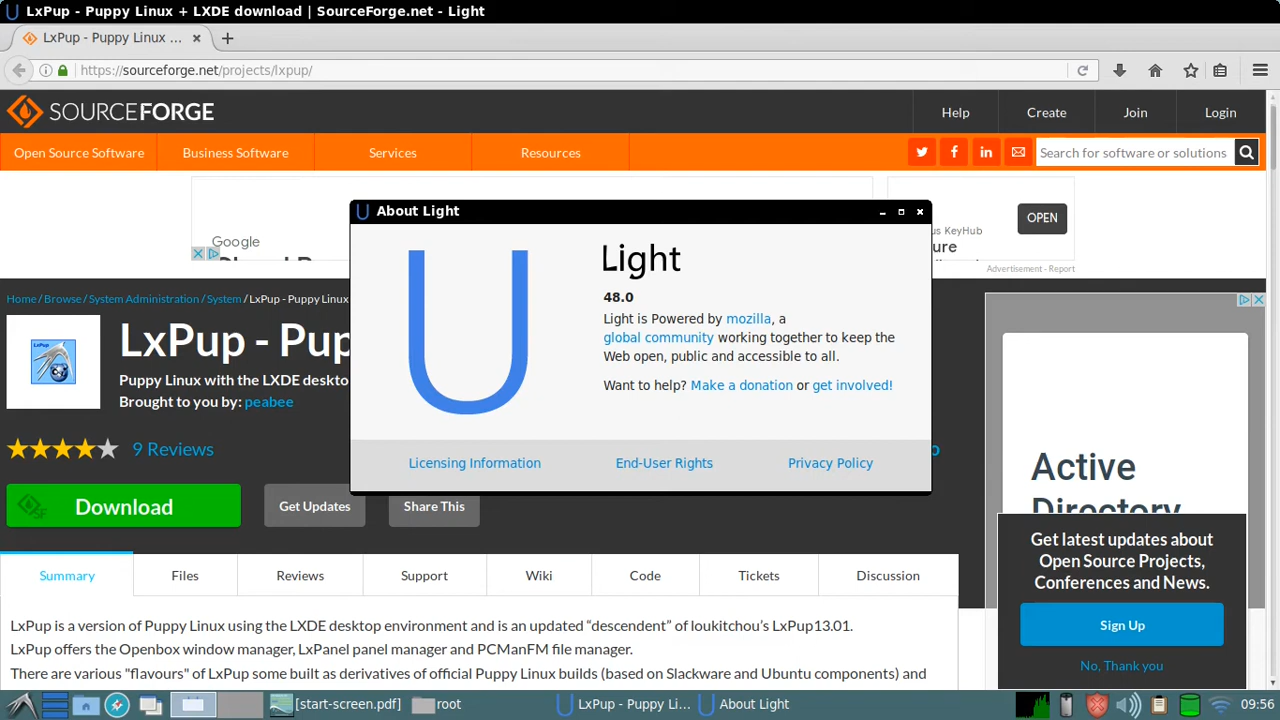 LxPup - Puppy Linux + LXDE download | SourceForge.net - Light
LxPup - Puppy Linux ...
https://sourceforge.net/projects/lxpup/
SOURCEFORGE
Help
Create
Join
Login
Open Source Software
Business Software
Services
Resources
Search for software or solutions
About Light
Google
OPEN
us KeyHub
ure
Advertisement - Report
Light
48.0
Light is Powered by mozilla, a
global community working together to keep the
Web open, public and accessible to all.
Want to help? Make a donation or get involved!
Licensing Information
End-User Rights
Privacy Policy
Home / Browse / System Administration / System / LxPup - Puppy Linux
LxPup
LxPup - Pup
Puppy Linux with the LXDE deskto
Brought to you by: peabee
9 Reviews
o
Download
Get Updates
Share This
Active
Directory
Get latest updates about
Open Source Projects,
Conferences and News.
Sign Up
No, Thank you
Summary
Files
Reviews
Support
Wiki
Code
Tickets
Discussion
LxPup is a version of Puppy Linux using the LXDE desktop environment and is an updated “descendent” of loukitchou’s LxPup13.01.
LxPup offers the Openbox window manager, LxPanel panel manager and PCManFM file manager.
There are various "flavours" of LxPup some built as derivatives of official Puppy Linux builds (based on Slackware and Ubuntu components) and
[start-screen.pdf]
root
LxPup - Puppy Li...
About Light
09:56